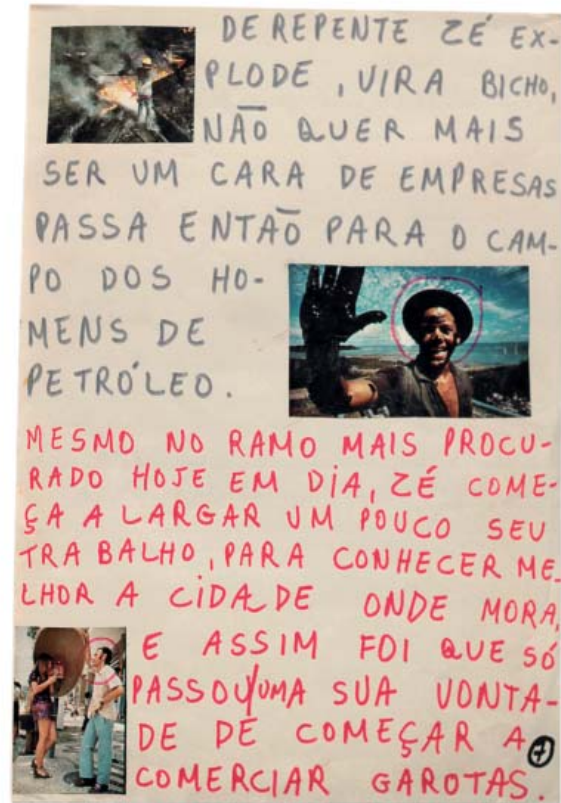 DE REPENTE ZÉ EX-
PLODE, VIRA BICHO,
NÃO QUER MAIS
SER UM CARA DE EMPRESAS
PASSA ENTÃO PARA O CAM-
PO DOS HO-
MENS DE
PETRÓLEO.
MESMO NO RAMO MAIS PROCU-
RADO HOJE EM DIA, ZÉ COME-
ÇA A LARGAR UM POUCO SEU
TRABALHO, PARA CONHECER ME-
LHOR A CIDADE ONDE MORA,
E ASSIM FOI QUE SÓ
PASSOU/UMA SUA VONTA-
DE DE COMEÇAR A
COMERCIAR GAROTAS.
7